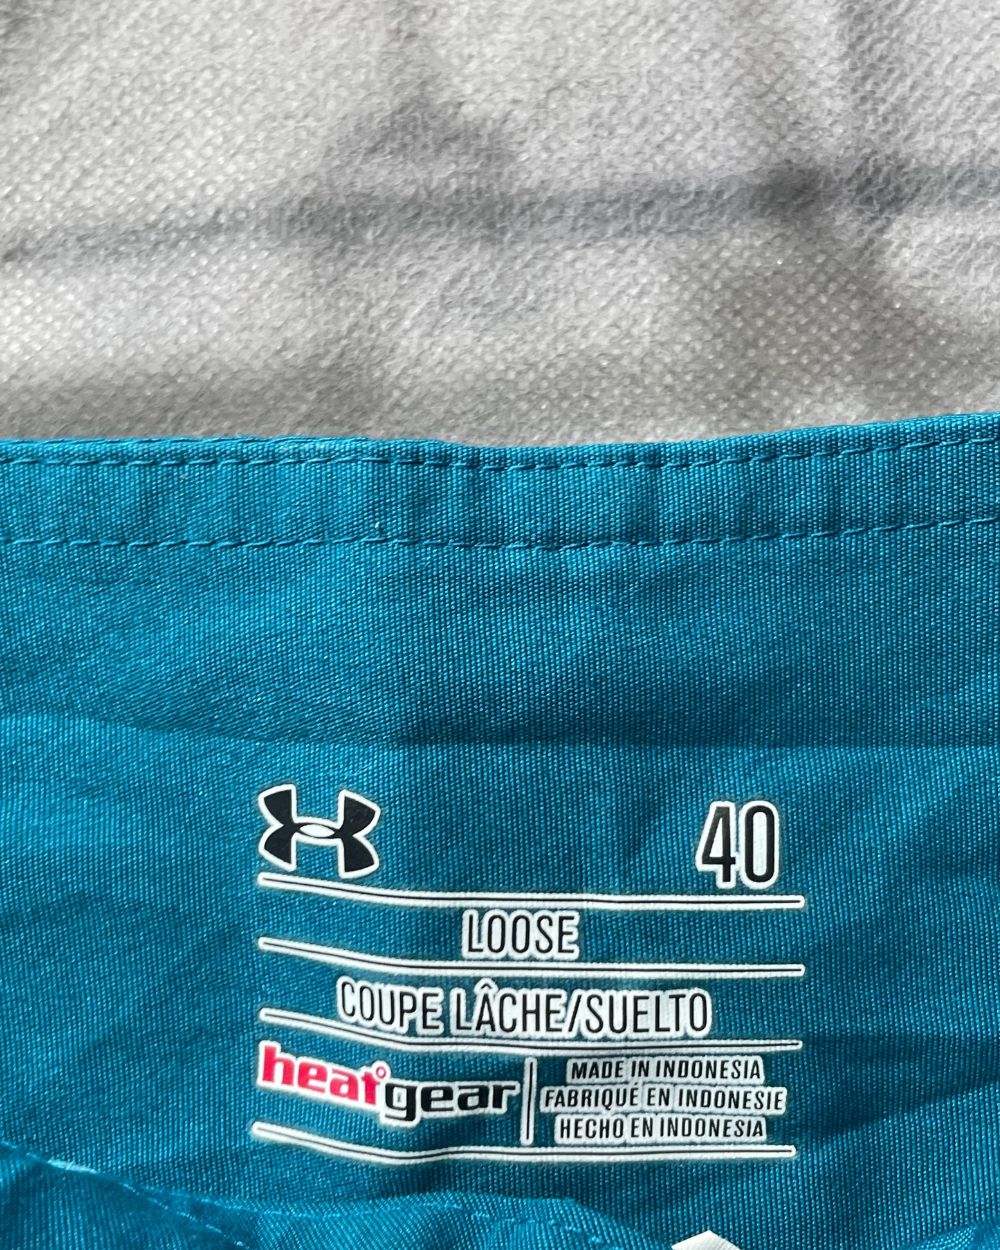 40
LOOSE
COUPE LÂCHE/SUELTO
heatgear
MADE IN INDONESIA
FABRIQUÉ EN INDONESIE
HECHO EN INDONESIA